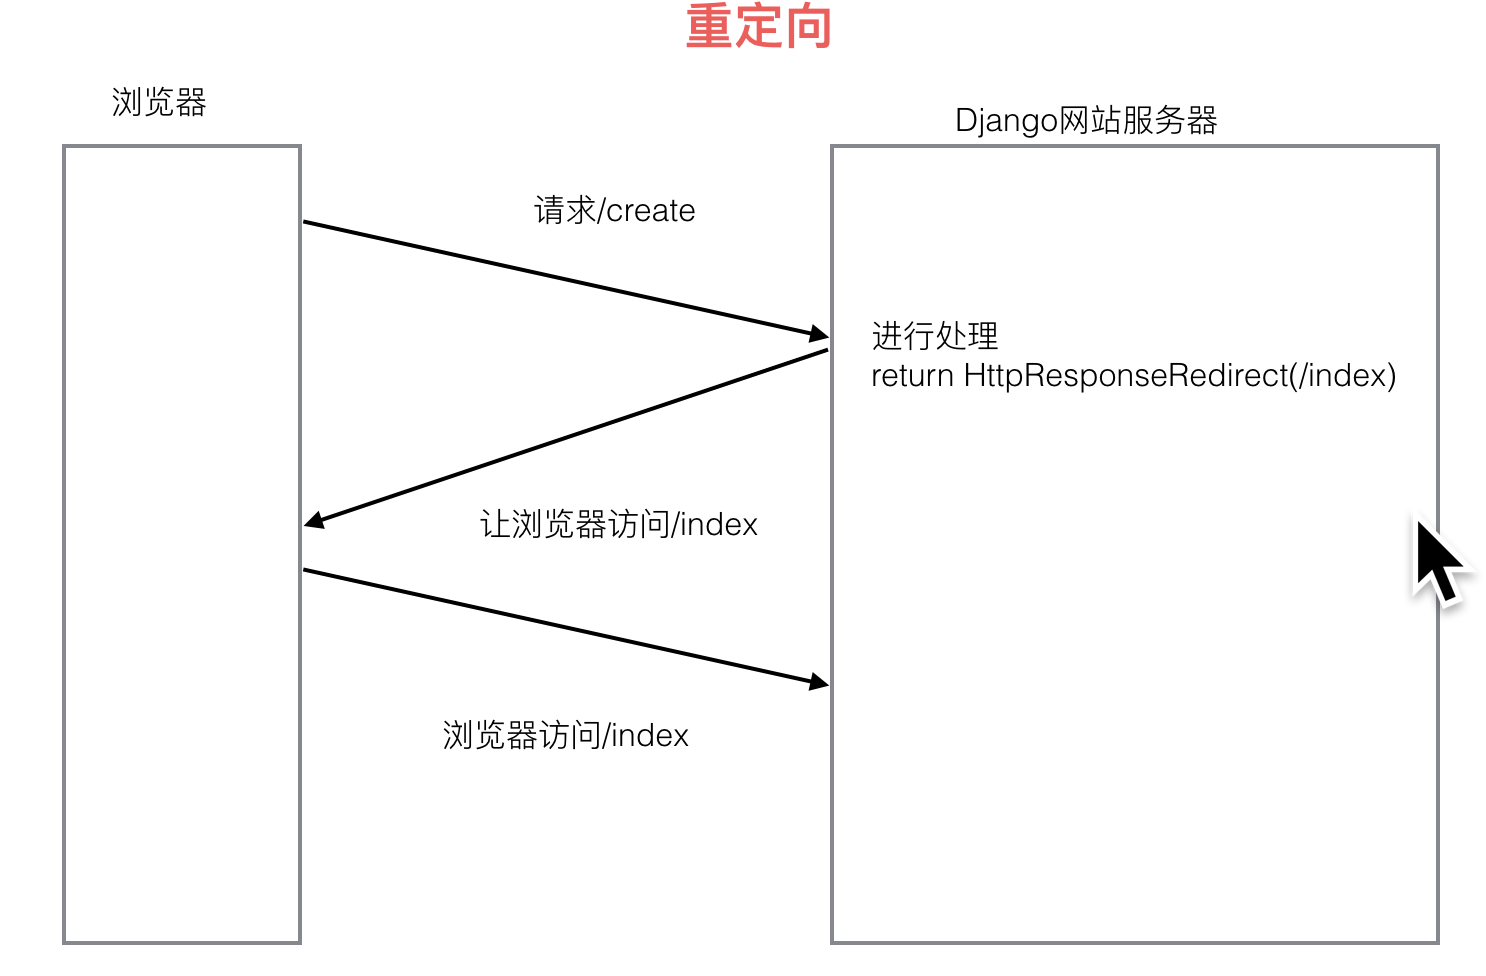 重定向
浏览器
Django网站服务器
请求/create
进行处理
return HttpResponseRedirect(/index)
让浏览器访问/index
浏览器访问/index